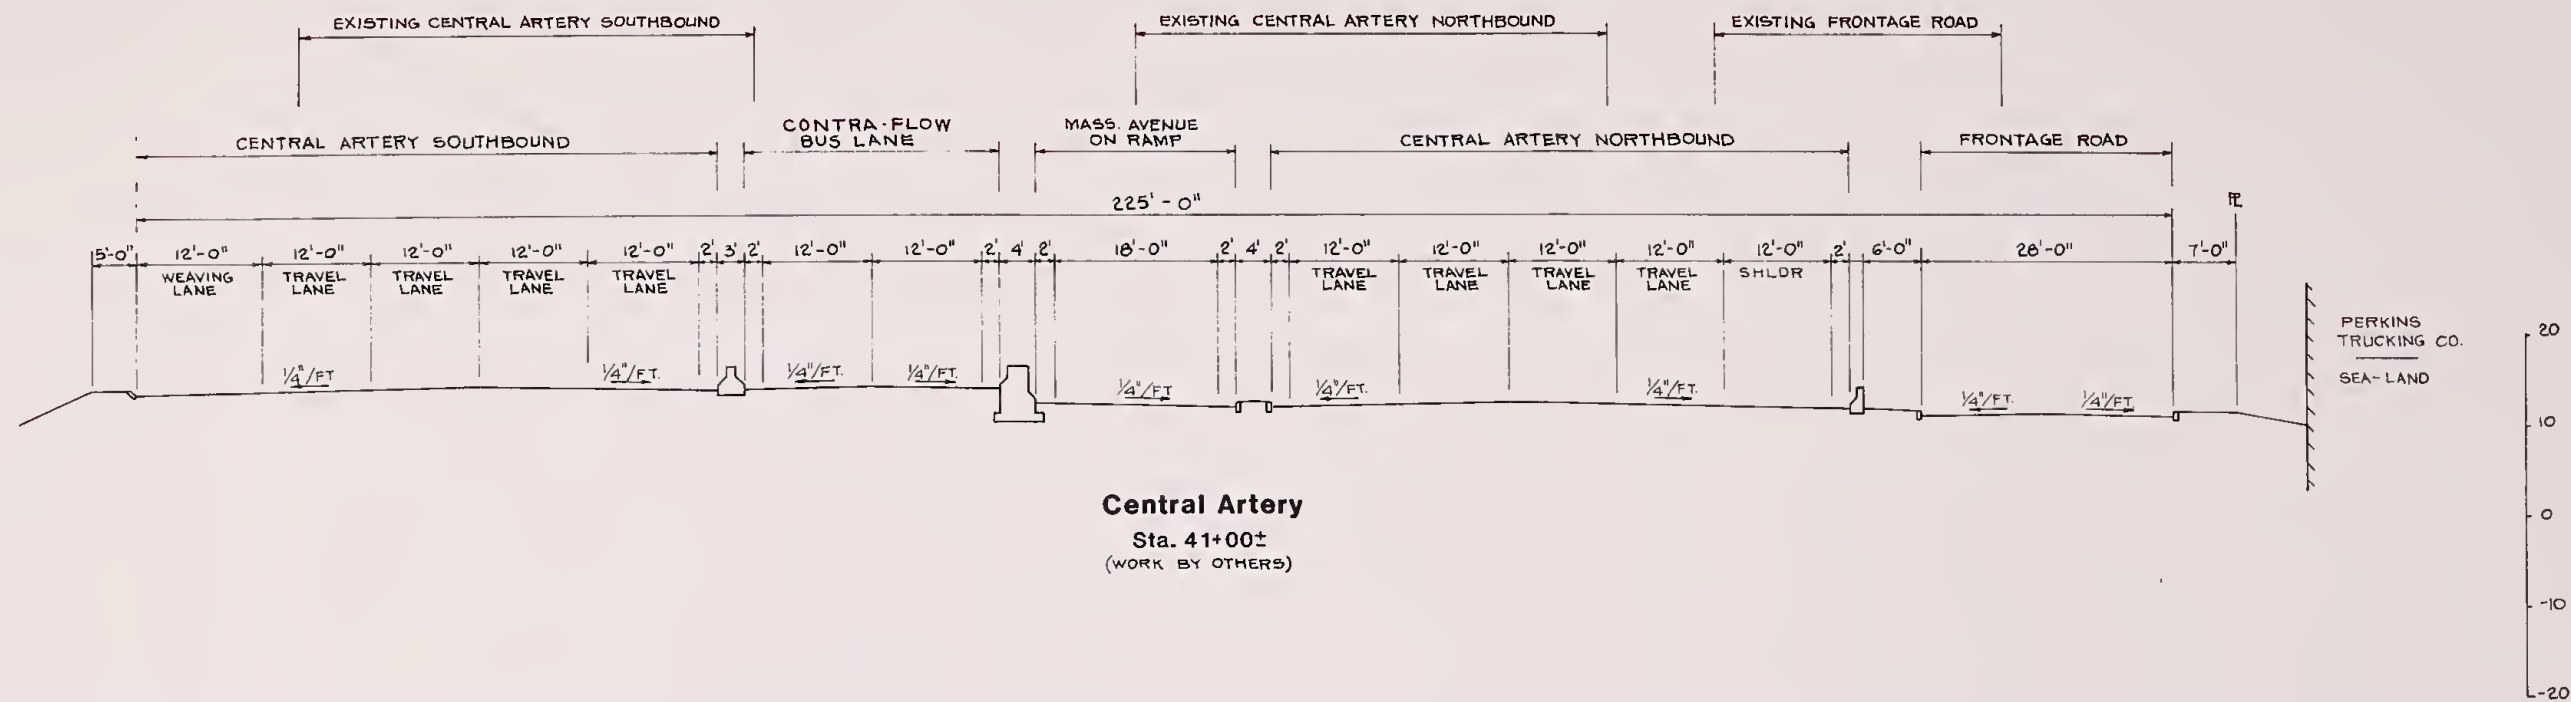 EXISTING CENTRAL ARTERY SOUTHBOUND
EXISTING CENTRAL ARTERY NORTHBOUND
EXISTING FRONTAGE ROAD
CENTRAL ARTERY SOUTHBOUND
CONTRA-FLOW
BUS LANE
MASS. AVENUE
ON RAMP
CENTRAL ARTERY NORTHBOUND
FRONTAGE ROAD
225'-0"
PL
5'-0" 12'-0" 12'-0" 12'-0" 12'-0" 12'-0" 2' 3' 2' 12'-0" 12'-0" 2' 4' 2' 18'-0" 2' 4' 2' 12'-0" 12'-0" 12'-0" 12'-0" 12'-0" 2' 6'-0" 28'-0" 7'-0"
WEAVING
LANE
TRAVEL
LANE
TRAVEL
LANE
TRAVEL
LANE
TRAVEL
LANE
TRAVEL
LANE
TRAVEL
LANE
TRAVEL
LANE
TRAVEL
LANE
SHLDR
1/4"/FT
1/4"/FT.
1/4"/FT.
1/4"/FT.
1/4"/FT
1/4"/FT.
1/4"/FT.
1/4"/FT.
1/4"/FT.
PERKINS
TRUCKING CO.
SEA-LAND
20
10
0
-10
-20
Central Artery
Sta. 41+00±
(WORK BY OTHERS)